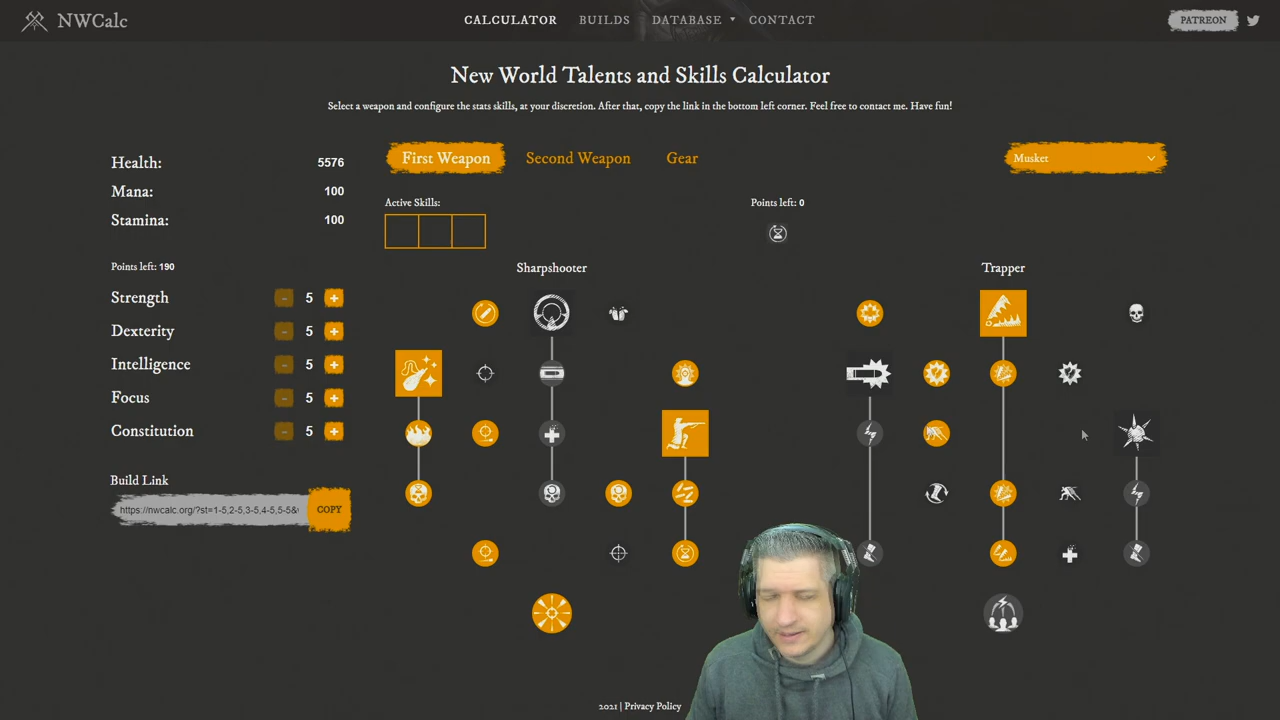 NWCalc
CALCULATOR BUILDS DATABASE CONTACT
PATREON
New World Talents and Skills Calculator
Select a weapon and configure the stats skills, at your discretion. After that, copy the link in the bottom left corner. Feel free to contact me. Have fun!
Health: 5576
Mana: 100
Stamina: 100
First Weapon Second Weapon Gear
Musket
Active Skills:
Points left: 0
Points left: 190
Sharpshooter
Trapper
Strength - 5 +
Dexterity - 5 +
Intelligence - 5 +
Focus - 5 +
Constitution - 5 +
Build Link
https://nwcalc.org/?st=1-5,2-5,3-5,4-5,5-5&
COPY
2021 | Privacy Policy